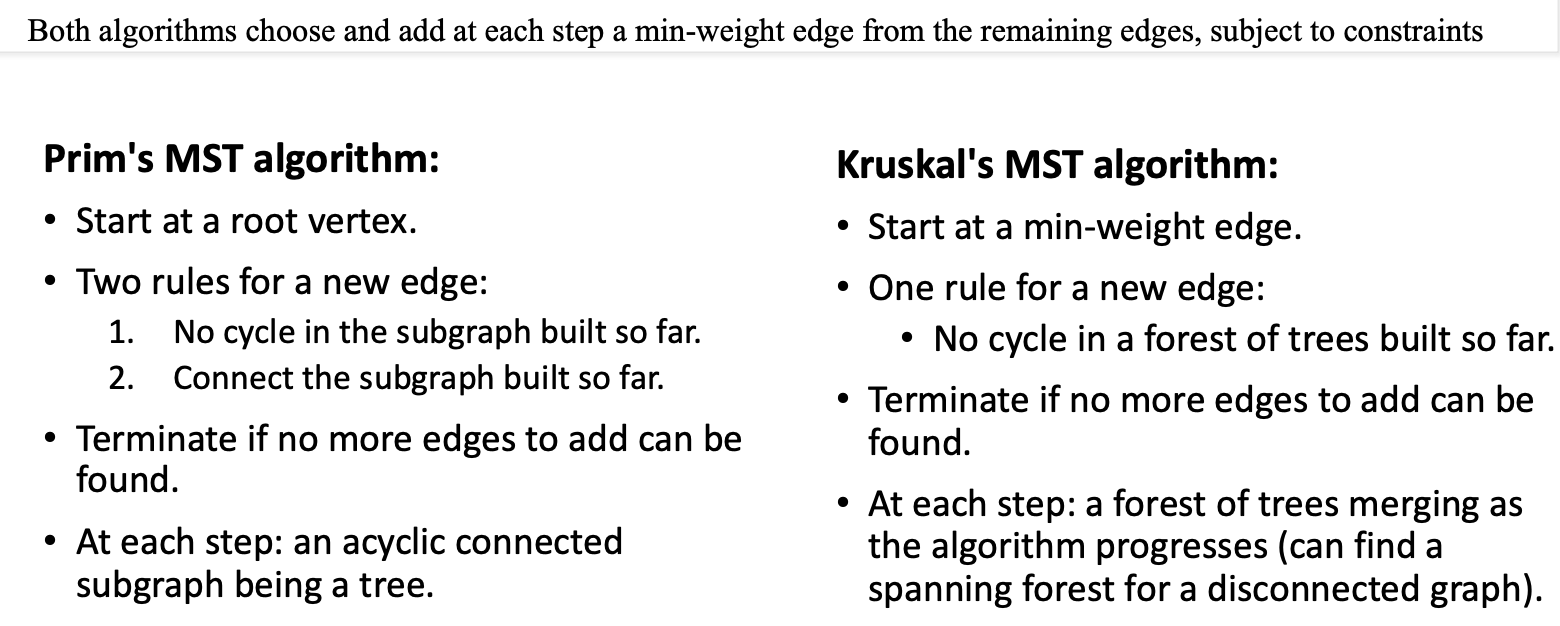 Both algorithms choose and add at each step a min-weight edge from the remaining edges, subject to constraints
Prim's MST algorithm:
• Start at a root vertex.
• Two rules for a new edge:
1. No cycle in the subgraph built so far.
2. Connect the subgraph built so far.
• Terminate if no more edges to add can be
found.
• At each step: an acyclic connected
subgraph being a tree.
Kruskal's MST algorithm:
• Start at a min-weight edge.
• One rule for a new edge:
• No cycle in a forest of trees built so far.
• Terminate if no more edges to add can be
found.
• At each step: a forest of trees merging as
the algorithm progresses (can find a
spanning forest for a disconnected graph).